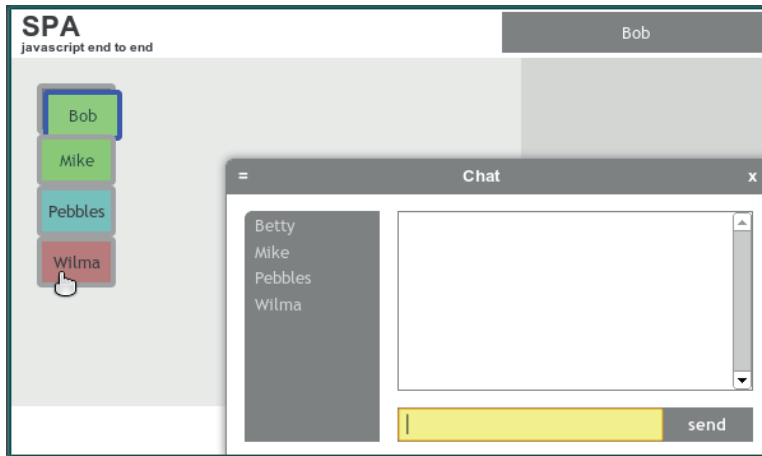 SPA
javascript end to end
Bob
Bob
Mike
Pebbles
Wilma
= Chat x
Betty
Mike
Pebbles
Wilma
send